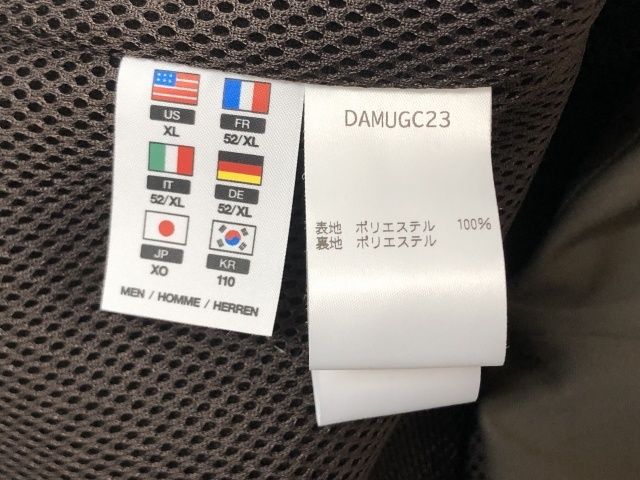 US
XL
FR
52/XL
IT
52/XL
DE
52/XL
JP
XO
KR
110
MEN / HOMME / HERREN
DAMUGC23
表地 ポリエステル 100%
裏地 ポリエステル